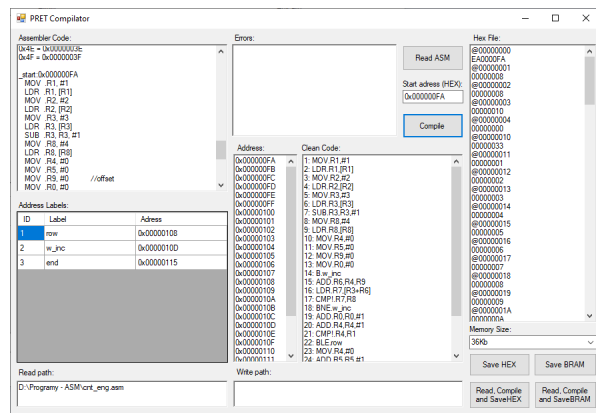 PRET Compilator
Assembler Code:
0x4E = 0x0000003E
0x4F = 0x0000003F
_start:0x000000FA
MOV .R1, #1
LDR .R1, [R1]
MOV .R2, #2
LDR .R2, [R2]
MOV .R3, #3
LDR .R3, [R3]
SUB .R3, R3, #1
MOV .R8, #4
LDR .R8, [R8]
MOV .R4, #0
MOV .R5, #0
MOV .R9, #0 //offset
MOV .R0, #0
Errors:
Read ASM
Start adress (HEX):
0x000000FA
Compile
Address Labels:
ID Label Adress
1 row 0x00000108
2 w_inc 0x0000010D
3 end 0x00000115
Address: Clean Code:
0x000000FA 1: MOV.R1,#1
0x000000FB 2: LDR.R1,[R1]
0x000000FC 3: MOV.R2,#2
0x000000FD 4: LDR.R2,[R2]
0x000000FE 5: MOV.R3,#3
0x000000FF 6: LDR.R3,[R3]
0x00000100 7: SUB.R3,R3,#1
0x00000101 8: MOV.R8,#4
0x00000102 9: LDR.R8,[R8]
0x00000103 10: MOV.R4,#0
0x00000104 11: MOV.R5,#0
0x00000105 12: MOV.R9,#0
0x00000106 13: MOV.R0,#0
0x00000107 14: B.w_inc
0x00000108 15: ADD.R6,R4,R9
0x00000109 16: LDR.R7,[R3+R6]
0x0000010A 17: CMP!.R7,R8
0x0000010B 18: BNE.w_inc
0x0000010C 19: ADD.R0,R0,#1
0x0000010D 20: ADD.R4,R4,#1
0x0000010E 21: CMP!.R4,R1
0x0000010F 22: BLE.row
0x00000110 23: MOV.R4,#0
0x00000111 24: ADD.R5,R5,#1
Hex File:
@00000000
EA0000FA
@00000001
00000008
@00000002
00000008
@00000003
00000010
@00000004
00000000
@00000010
00000033
@00000011
00000001
@00000012
00000002
@00000013
00000003
@00000014
00000004
@00000015
00000005
@00000016
00000006
@00000017
00000007
@00000018
00000008
@00000019
00000009
@0000001A
0000000A
Memory Size:
36Kb
Save HEX
Save BRAM
Read path:
D:\Programy - ASM\cnt_eng.asm
Write path:
Read, Compile
and SaveHEX
Read, Compile
and SaveBRAM